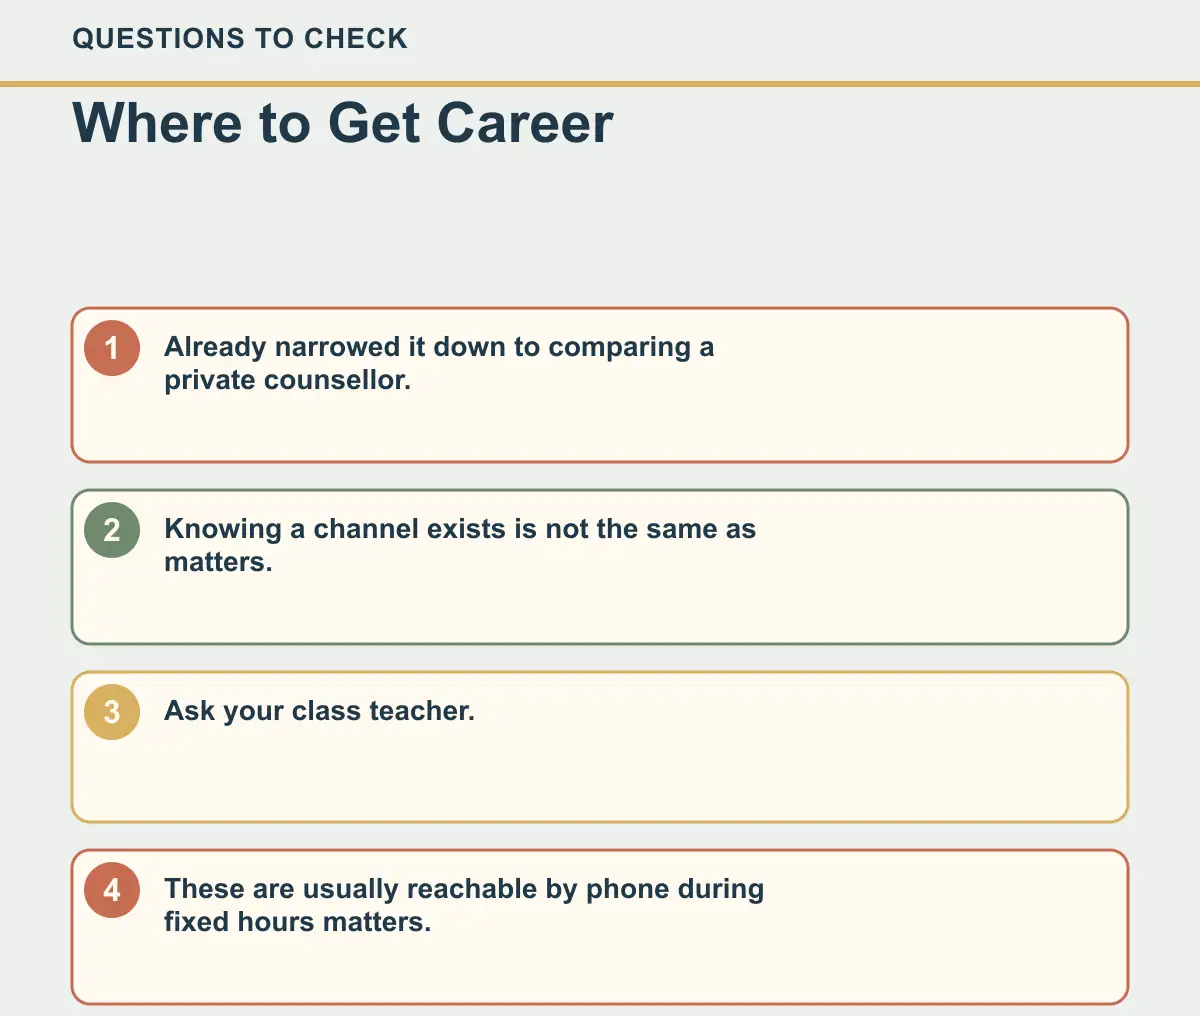 QUESTIONS TO CHECK
Where to Get Career
1
Already narrowed it down to comparing a
private counsellor.
2
Knowing a channel exists is not the same as
matters.
3
Ask your class teacher.
4
These are usually reachable by phone during
fixed hours matters.